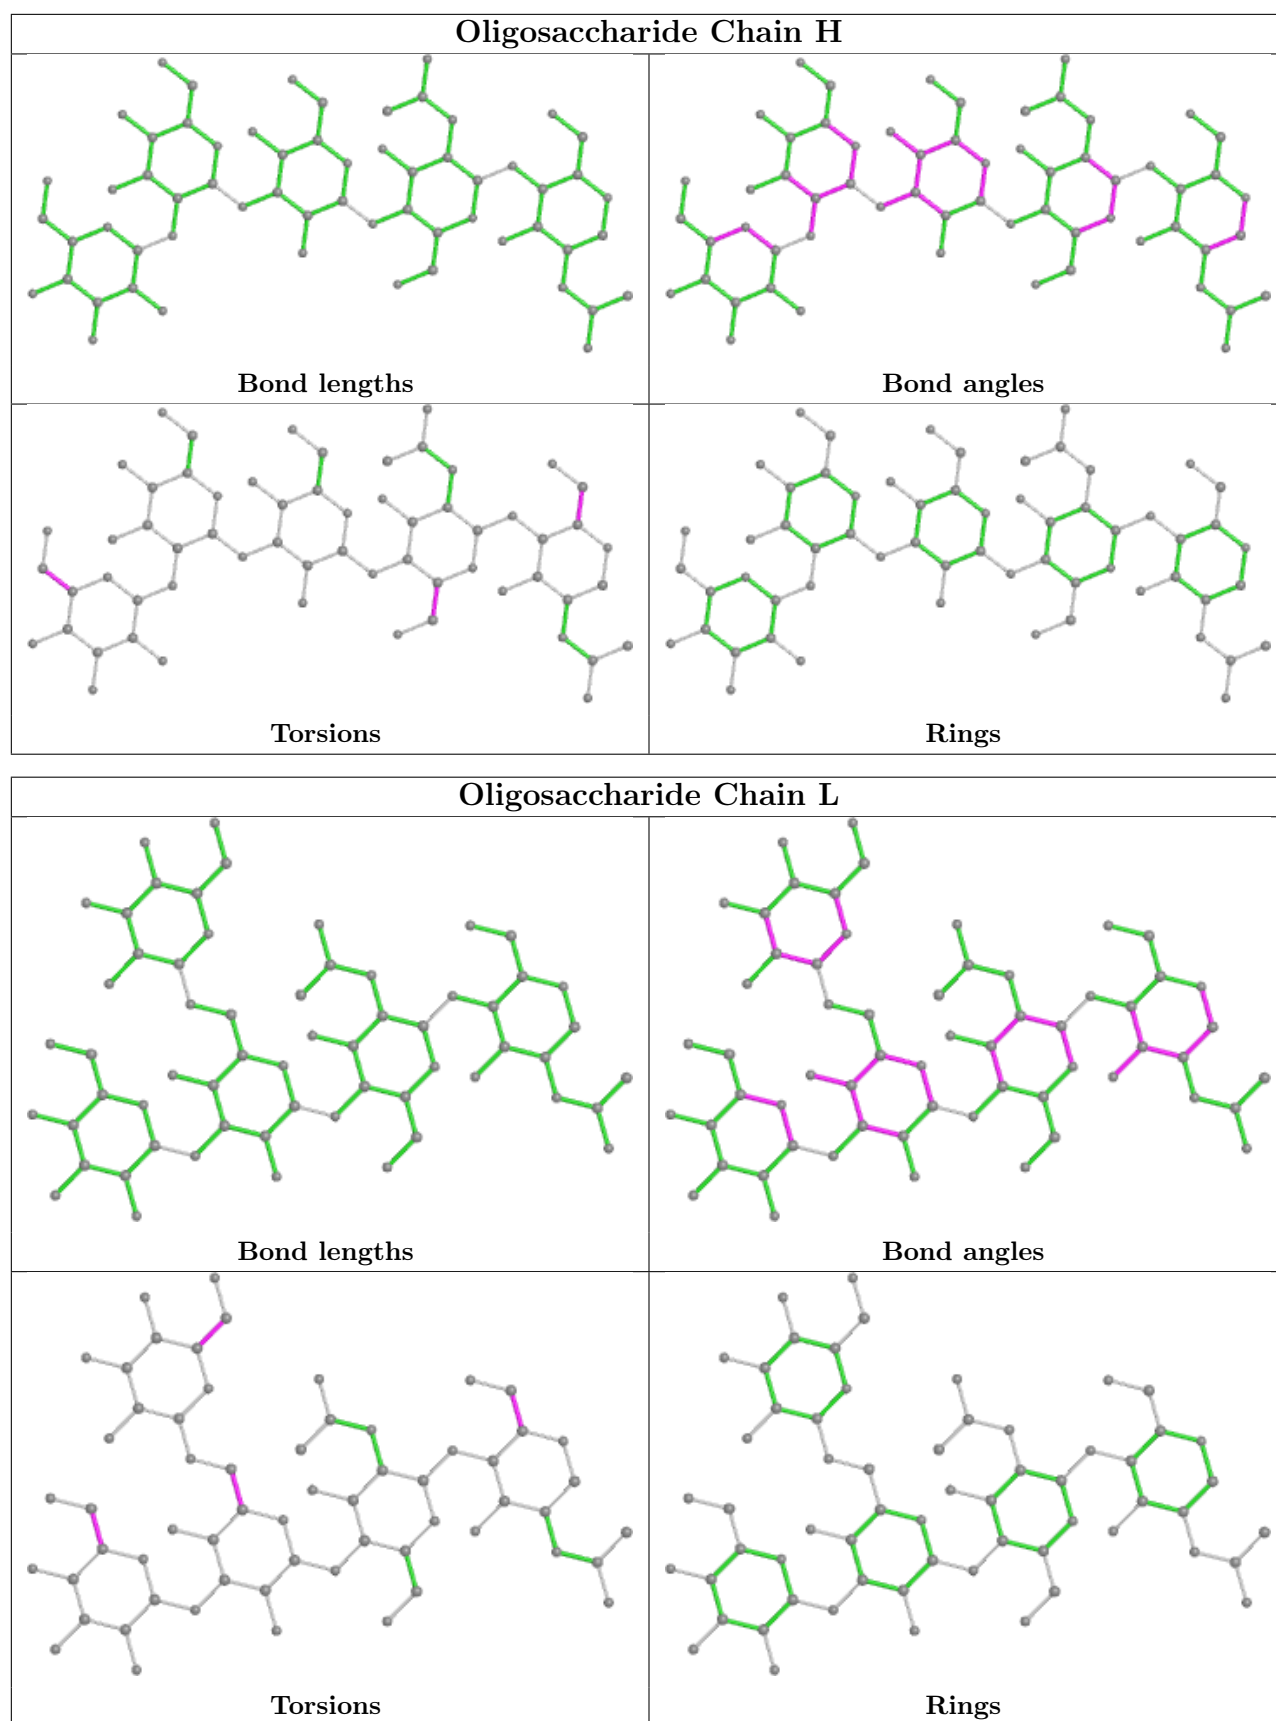 Oligosaccharide Chain H
Bond lengths
Bond angles
Torsions
Rings
Oligosaccharide Chain L
Bond lengths
Bond angles
Torsions
Rings